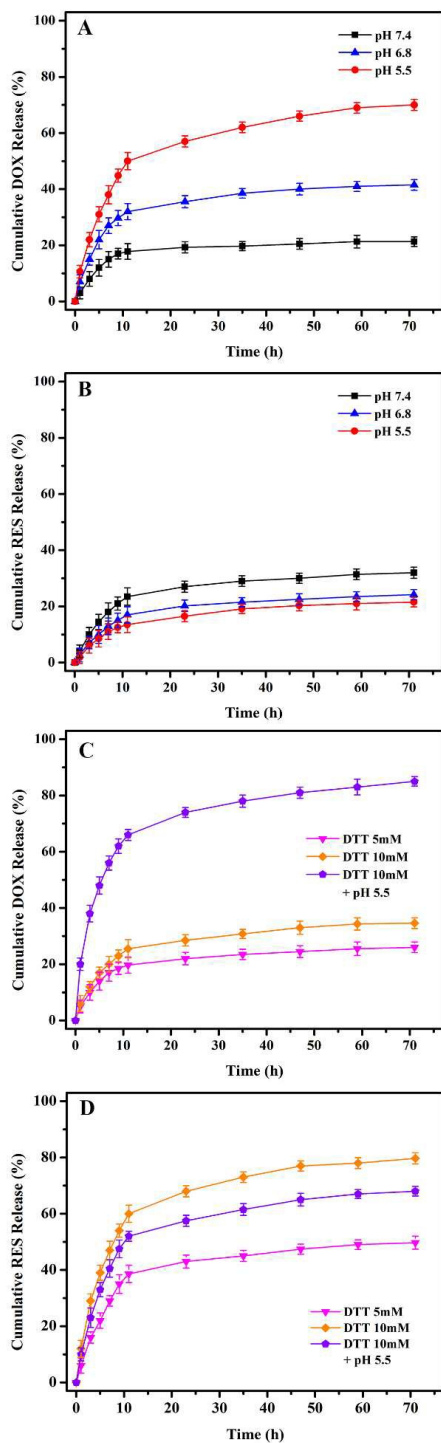 A
pH 7.4
pH 6.8
pH 5.5
Cumulative DOX Release (%)
100
80
60
40
20
0
0 10 20 30 40 50 60 70
Time (h)
B
pH 7.4
pH 6.8
pH 5.5
Cumulative RES Release (%)
100
80
60
40
20
0
0 10 20 30 40 50 60 70
Time (h)
C
DTT 5mM
DTT 10mM
DTT 10mM
+ pH 5.5
Cumulative DOX Release (%)
100
80
60
40
20
0
0 10 20 30 40 50 60 70
Time (h)
D
DTT 5mM
DTT 10mM
DTT 10mM
+ pH 5.5
Cumulative RES Release (%)
100
80
60
40
20
0
0 10 20 30 40 50 60 70
Time (h)